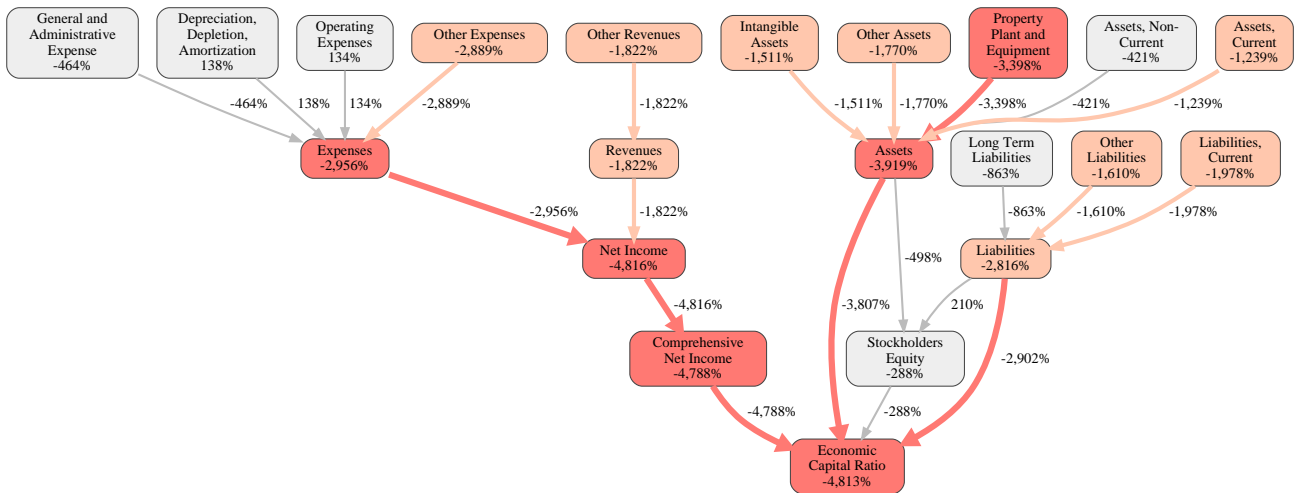 General and
Administrative
Expense
-464%
Depreciation,
Depletion,
Amortization
138%
Operating
Expenses
134%
Other Expenses
-2,889%
Other Revenues
-1,822%
Intangible
Assets
-1,511%
Other Assets
-1,770%
Property
Plant and
Equipment
-3,398%
Assets, Non-
Current
-421%
Assets,
Current
-1,239%
-464%
138%
134%
-2,889%
-1,822%
-1,511%
-1,770%
-3,398%
-421%
-1,239%
Expenses
-2,956%
Revenues
-1,822%
Assets
-3,919%
Long Term
Liabilities
-863%
Other
Liabilities
-1,610%
Liabilities,
Current
-1,978%
-2,956%
-1,822%
-863%
-1,610%
-1,978%
Net Income
-4,816%
-498%
Liabilities
-2,816%
-4,816%
-3,807%
210%
Comprehensive
Net Income
-4,788%
Stockholders
Equity
-288%
-2,902%
-4,788%
-288%
Economic
Capital Ratio
-4,813%